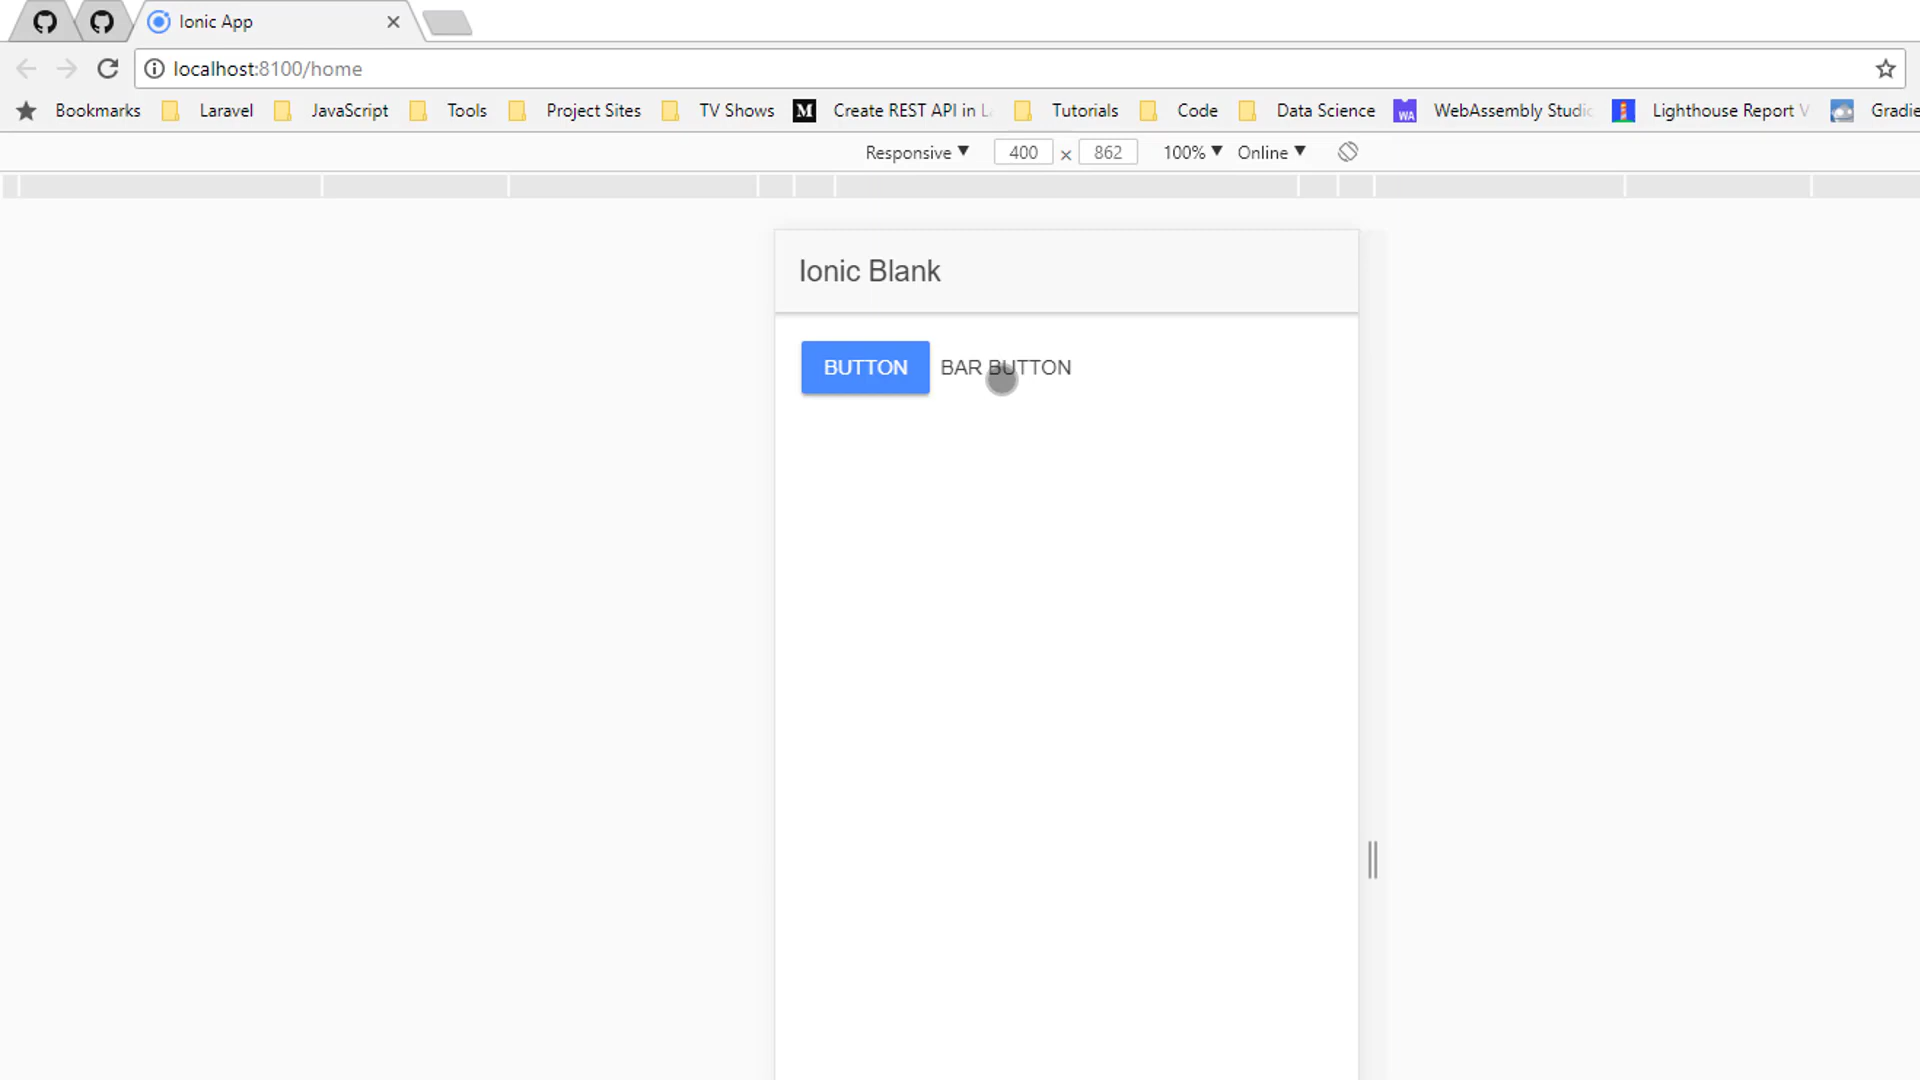 Ionic App
localhost:8100/home
Bookmarks Laravel JavaScript Tools Project Sites TV Shows M Create REST API in L Tutorials Code Data Science WA WebAssembly Studio Lighthouse Report V Gradie
Responsive 400 x 862 100% Online
Ionic Blank
BUTTON BAR BUTTON